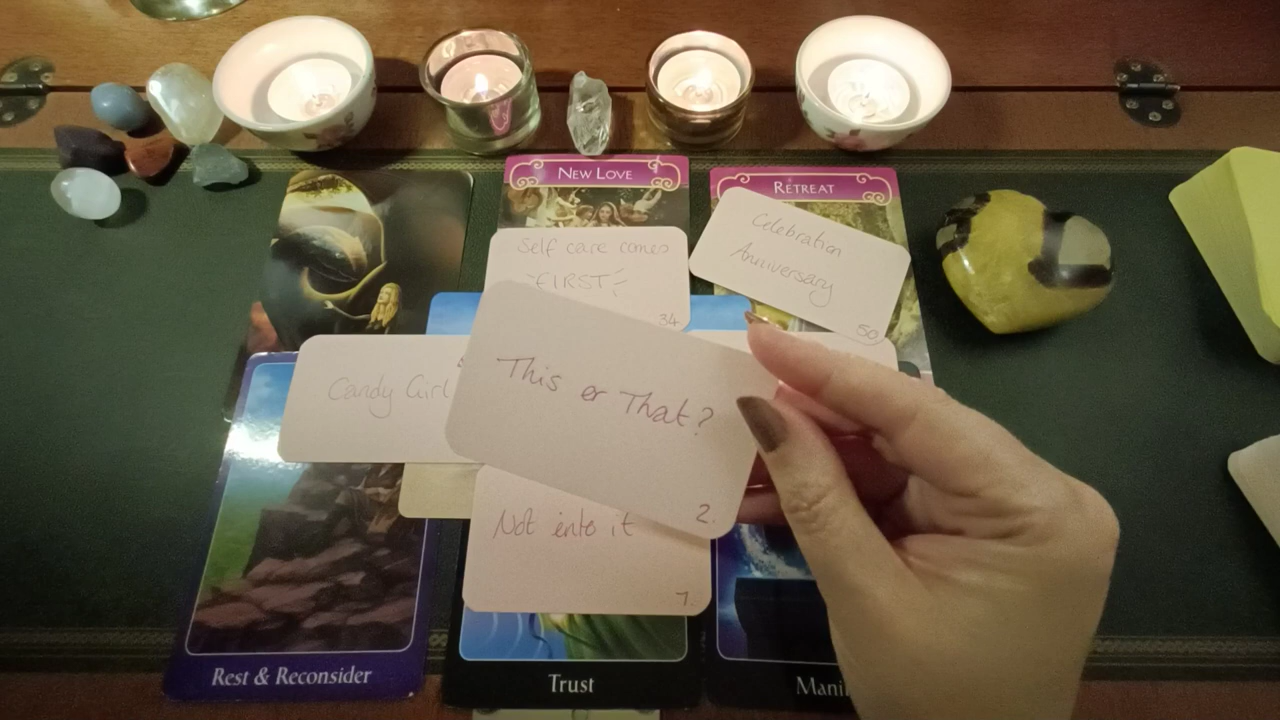 New Love
Retreat
Self care comes
FIRST
34
Celebration
Anniversary
50
Candy Girl
This or That?
2.
Not into it
7.
Rest & Reconsider
Trust